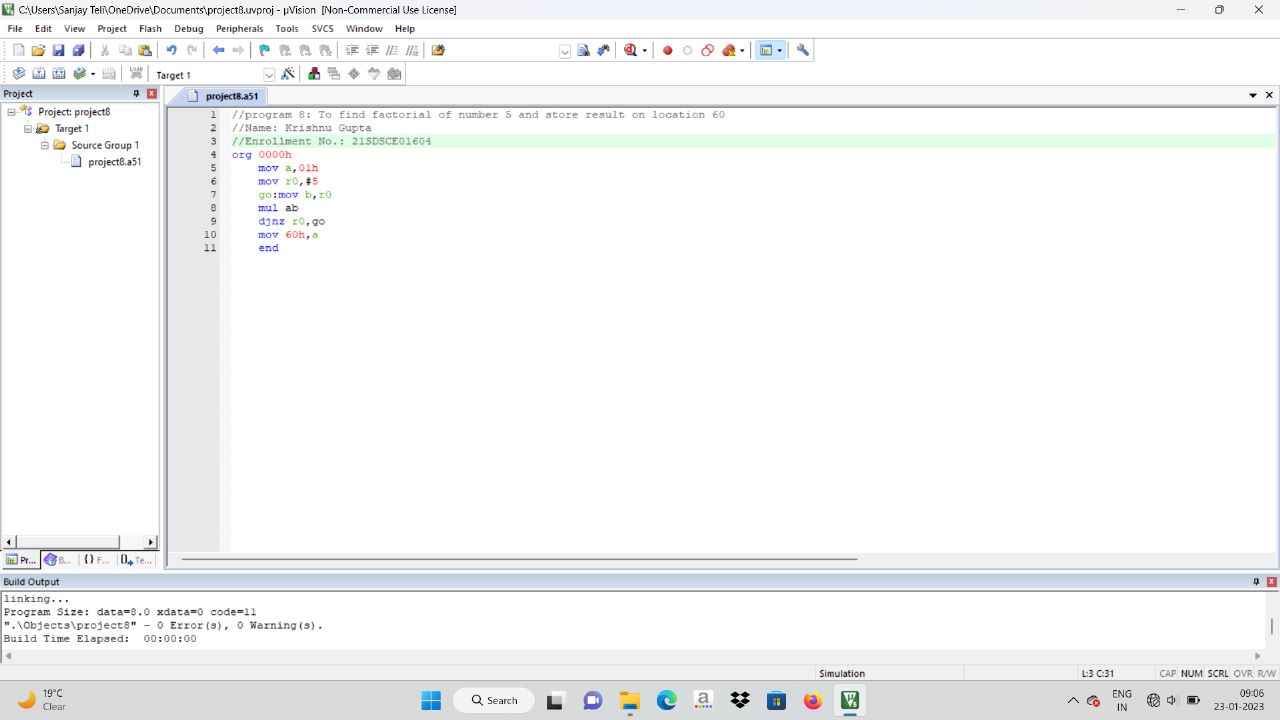 C:\Users\Sanjay Teli\OneDrive\Documents\project8.uvproj - µVision  [Non-Commercial Use License]
File Edit View Project Flash Debug Peripherals Tools SVCS Window Help
LOAD Target 1
Project
Project: project8
Target 1
Source Group 1
project8.a51
Pr... B... {} F... Te...
project8.a51
1 //program 8: To find factorial of number 5 and store result on location 60
2 //Name: Krishnu Gupta
3 //Enrollment No.: 21SDSCE01604
4 org 0000h
5 mov a,01h
6 mov r0,#5
7 go:mov b,r0
8 mul ab
9 djnz r0,go
10 mov 60h,a
11 end
Build Output
linking...
Program Size: data=8.0 xdata=0 code=11
".\Objects\project8" - 0 Error(s), 0 Warning(s).
Build Time Elapsed:  00:00:00
Simulation L:3 C:31 CAP NUM SCRL OVR R/W
19°C
Clear
Search
ENG
IN
09:06
23-01-2023